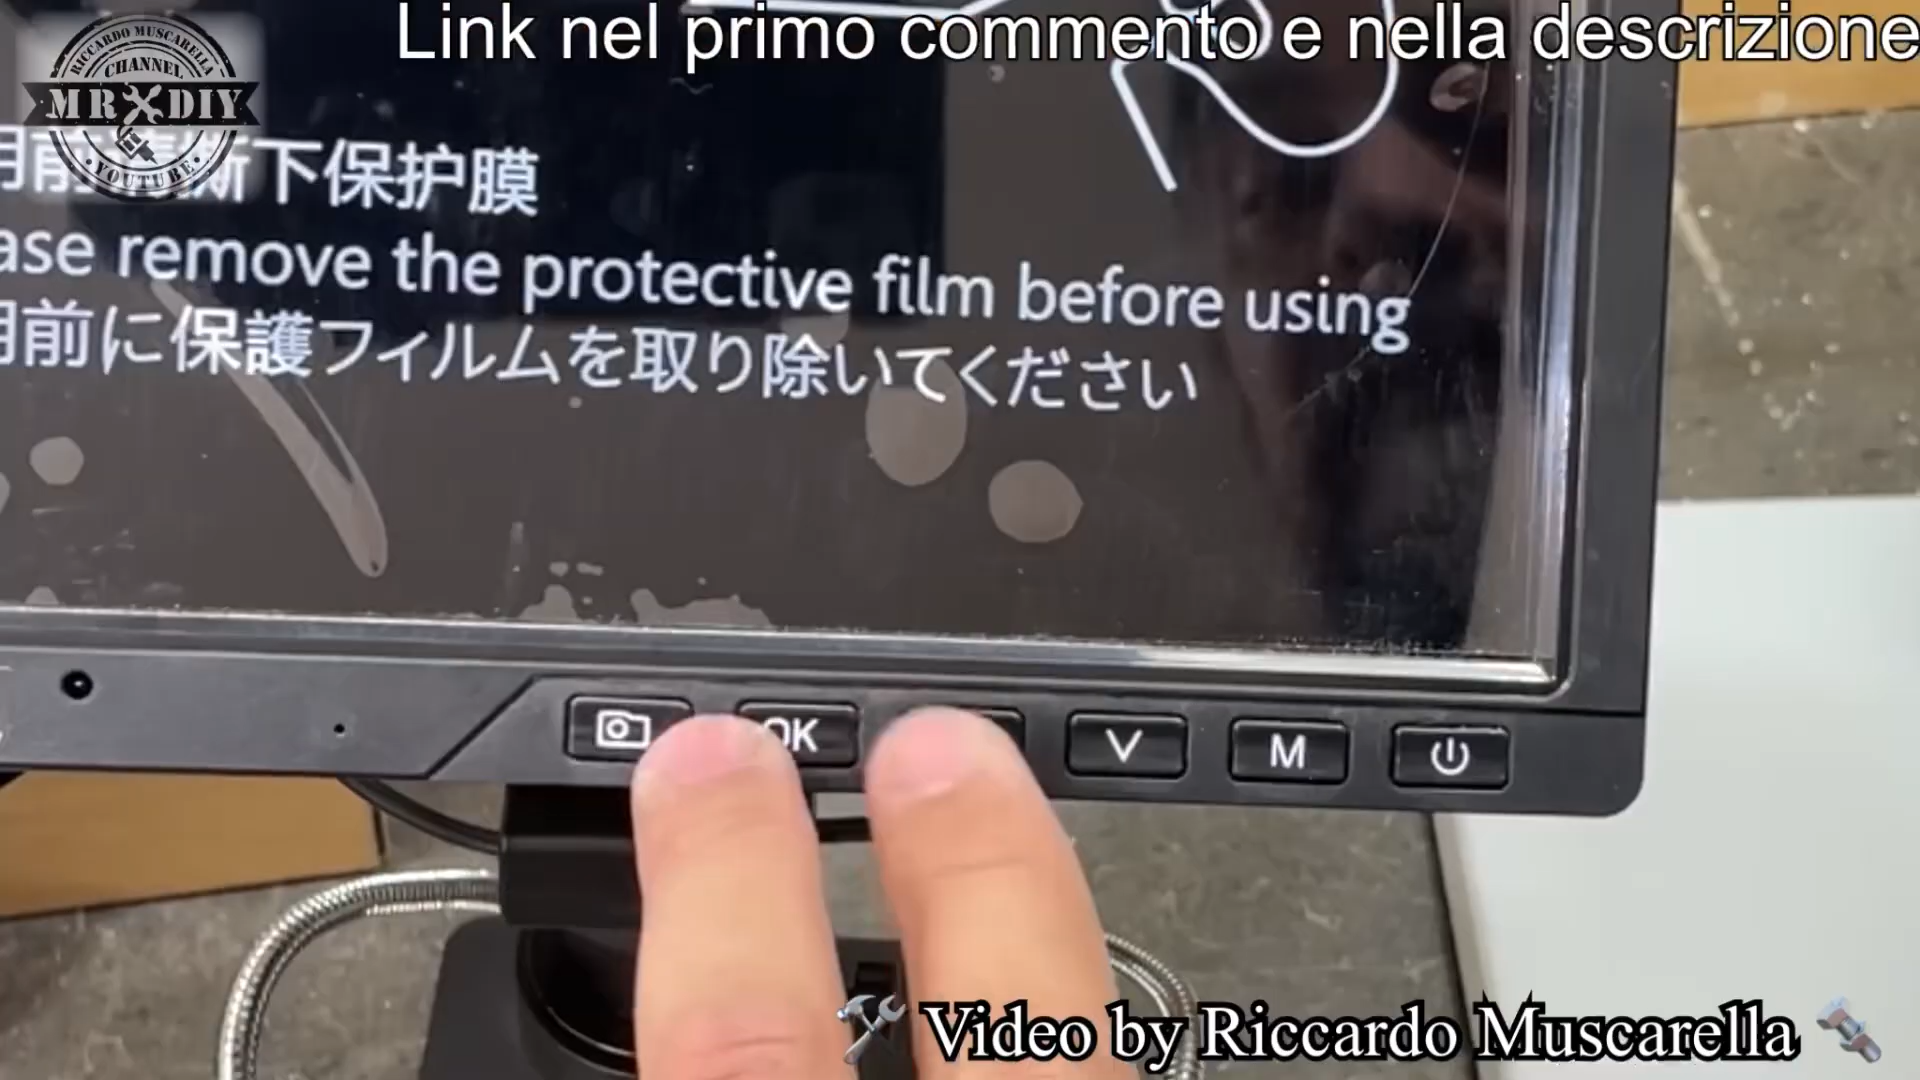 Link nel primo commento e nella descrizione
RICCARDO MUSCARELLA
CHANNEL
MR DIY
YOUTUBE
下保护膜
remove the protective film before using
前に保護フィルムを取り除いてください
OK
M
Video by Riccardo Muscarella